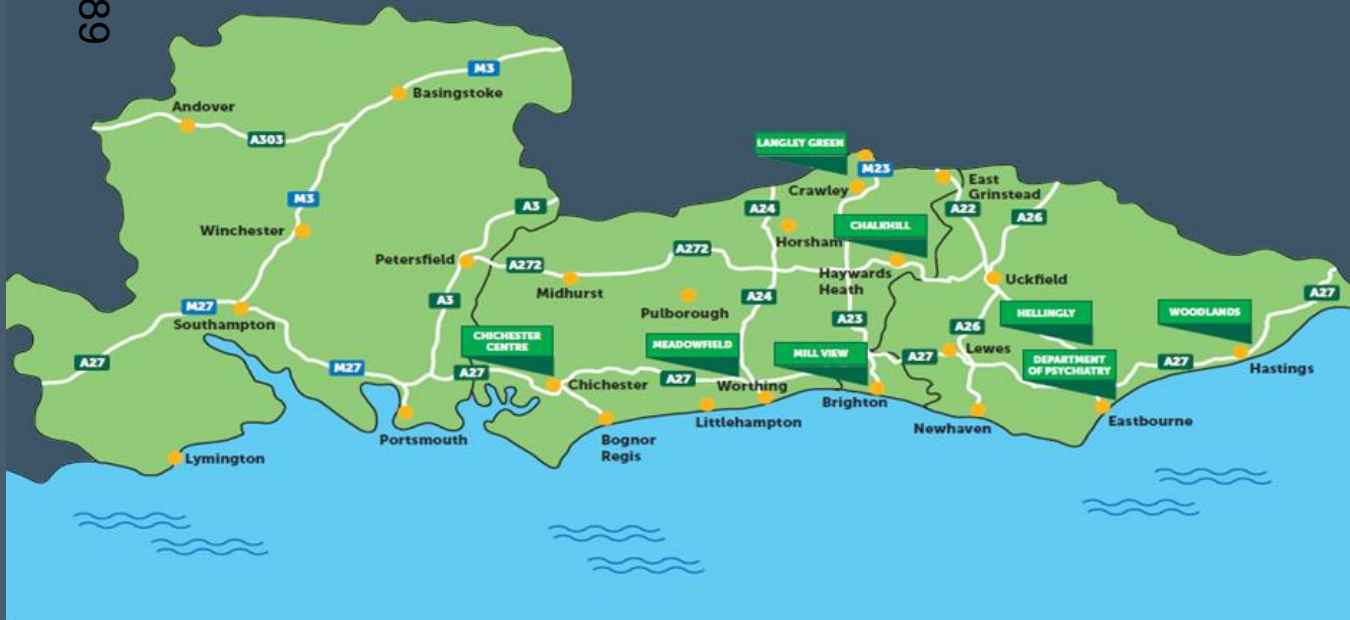 89
M3
Basingstoke
Andover
A303
LANGLEY GREEN
M23
Crawley
East
Grinstead
M3
A3
A24
A22
A26
Winchester
Horsham
CHALKHILL
Petersfield
A272
A272
Midhurst
Haywards
Heath
Uckfield
M27
Southampton
A3
Pulborough
A24
A27
CHICHESTER
CENTRE
MEADOWFIELD
MILL VIEW
A23
A26
HELLINGLY
WOODLANDS
A27
M27
A27
Chichester
A27
Worthing
A27
Lewes
DEPARTMENT
OF PSYCHIATRY
A27
Hastings
Portsmouth
Bognor
Regis
Littlehampton
Brighton
Newhaven
Eastbourne
Lymington